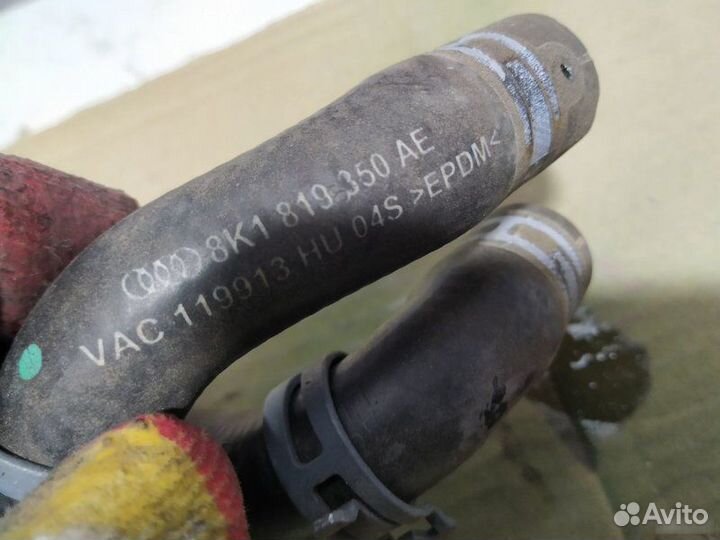 8K1 819 350 AE
VAC 119913 HU 04S >EPDM<
Avito